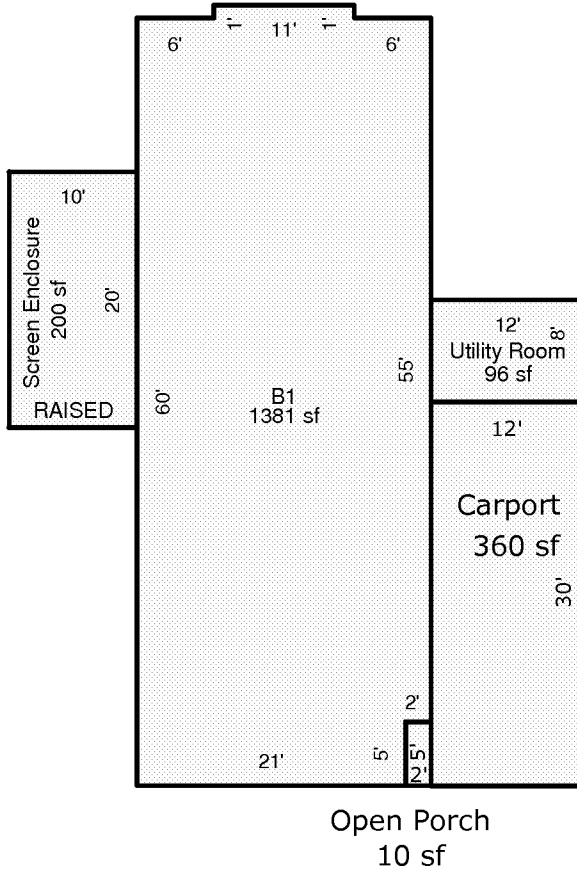 1' 11' 1'
6' 6'
10'
Screen Enclosure
200 sf
20'
RAISED
60'
B1
1381 sf
55'
12'
8'
Utility Room
96 sf
12'
Carport
360 sf
30'
2'
5'
5'
2'
21'
Open Porch
10 sf